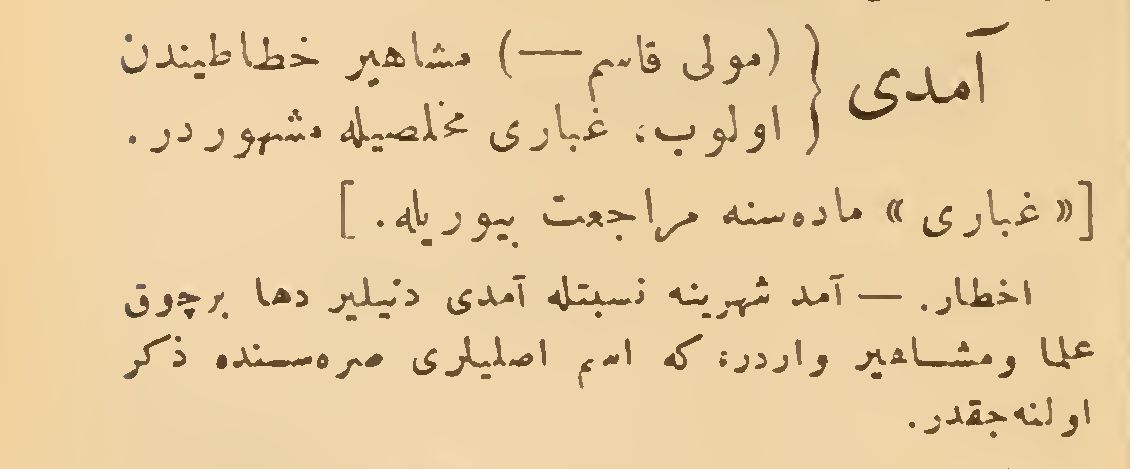 آمدی { (مولی قاسم—) مشاهیر خطاطیندن
اولوب، غباری مخلصیله مشهوردر.
[« غباری » ماده‌سنه مراجعت بیوریله.]
اخطار. — آمد شهرینه نسبتله آمدی دنیلیر دها برچوق
علما ومشاهیر واردر، که اسم اصلیلری صره‌سنده ذکر
اولنه‌جقدر.